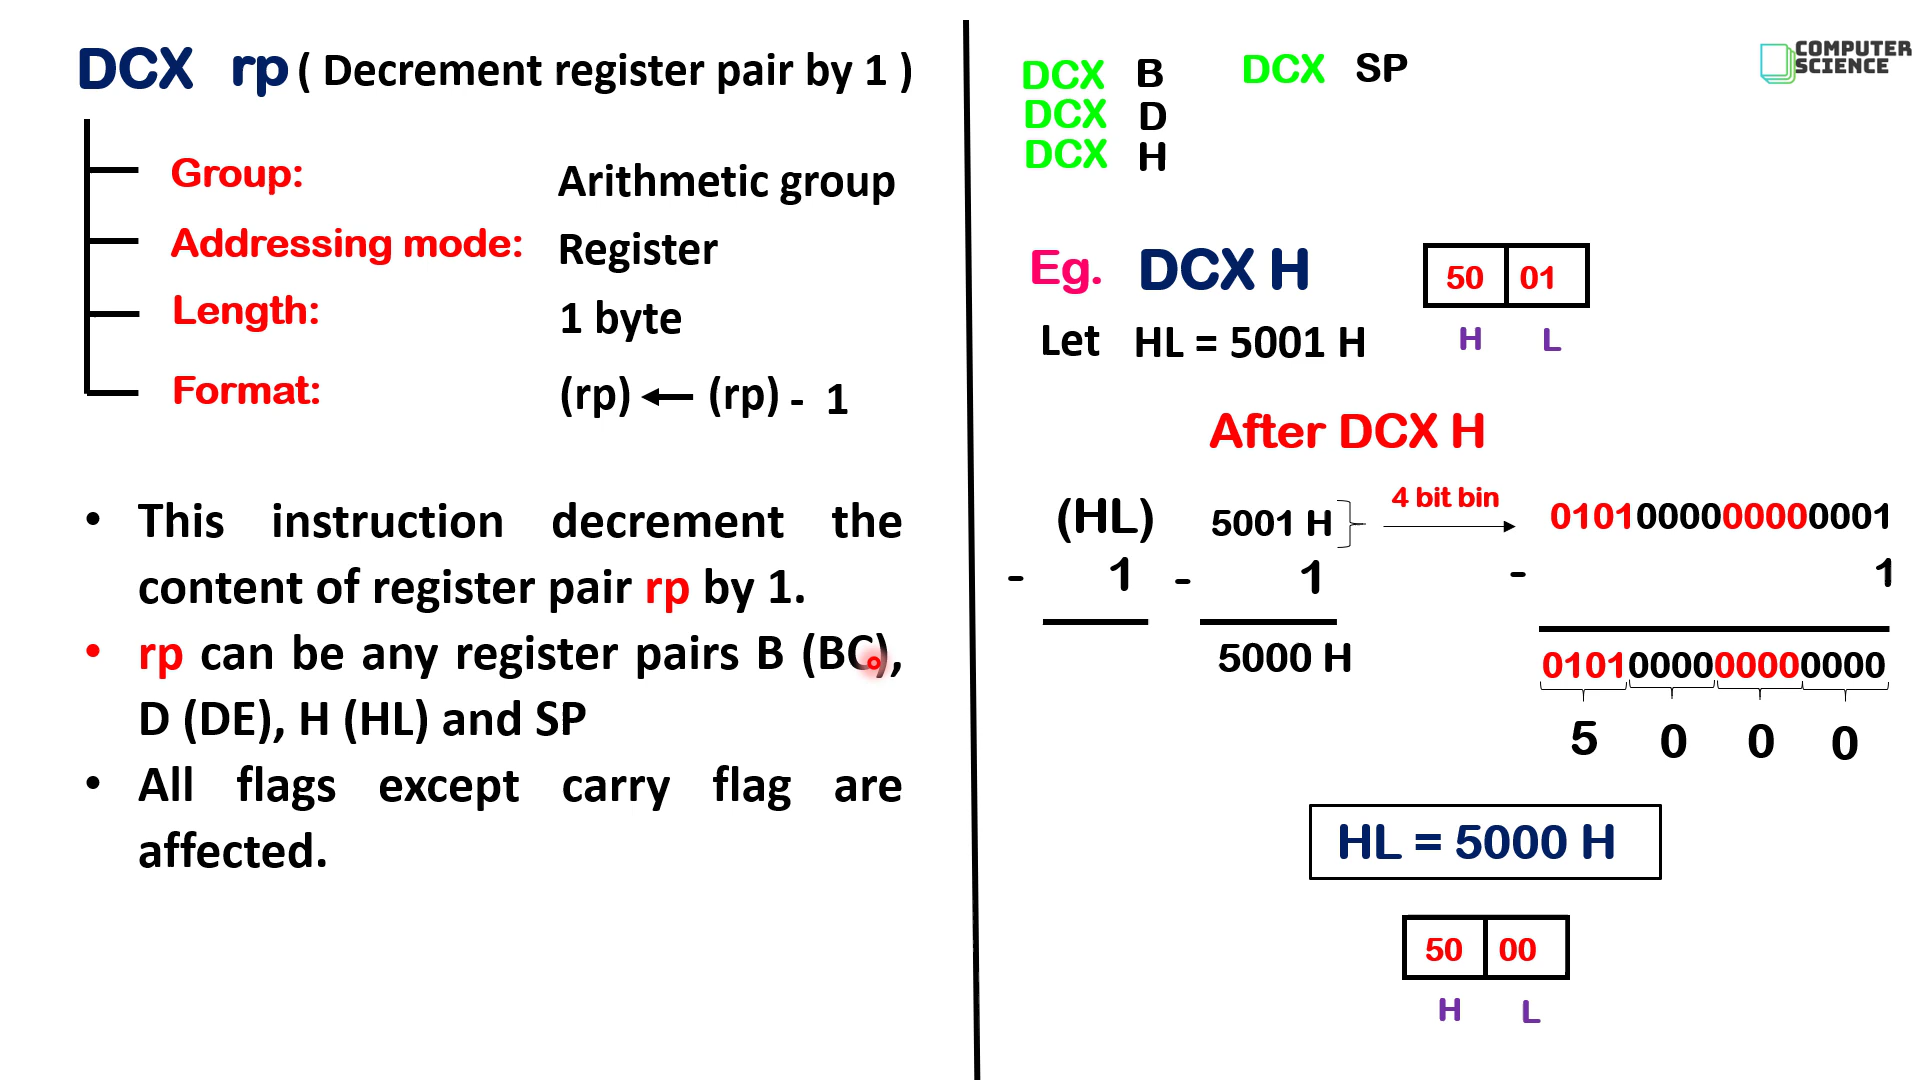 DCX rp ( Decrement register pair by 1 )
Group: Arithmetic group
Addressing mode: Register
Length: 1 byte
Format: (rp) ← (rp) - 1
• This instruction decrement the
content of register pair rp by 1.
• rp can be any register pairs B (BC),
D (DE), H (HL) and SP
• All flags except carry flag are
affected.
DCX B DCX SP
DCX D
DCX H
COMPUTER
SCIENCE
Eg. DCX H
50 01
H L
Let HL = 5001 H
After DCX H
(HL) 5001 H 4 bit bin 0101000000000001
- 1 - 1 - 1
5000 H 0101000000000000
5 0 0 0
HL = 5000 H
50 00
H L